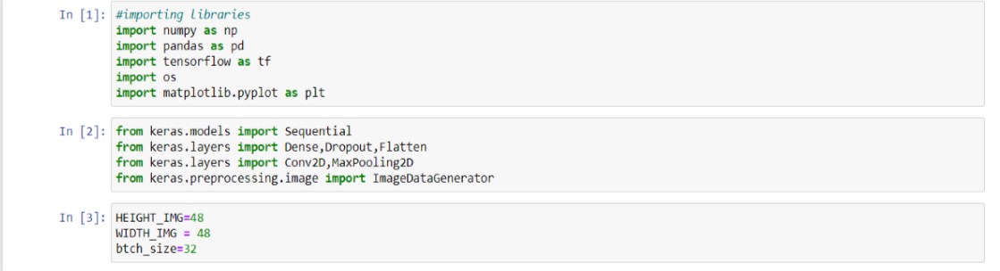 In [1]: #importing libraries
import numpy as np
import pandas as pd
import tensorflow as tf
import os
import matplotlib.pyplot as plt
In [2]: from keras.models import Sequential
from keras.layers import Dense,Dropout,Flatten
from keras.layers import Conv2D,MaxPooling2D
from keras.preprocessing.image import ImageDataGenerator
In [3]: HEIGHT_IMG=48
WIDTH_IMG = 48
btch_size=32